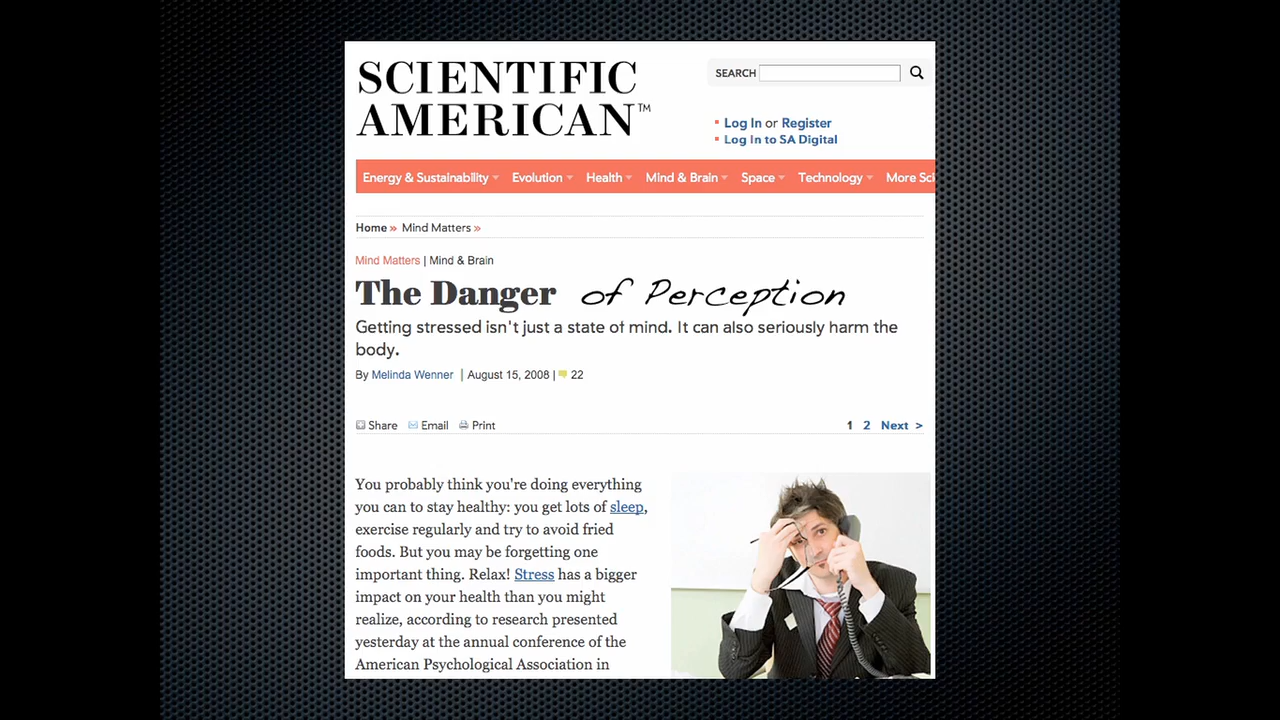 SCIENTIFIC
AMERICAN™
SEARCH
Log In or Register
Log In to SA Digital
Energy & Sustainability Evolution Health Mind & Brain Space Technology More Sci
Home » Mind Matters »
Mind Matters | Mind & Brain
The Danger of Perception
Getting stressed isn't just a state of mind. It can also seriously harm the
body.
By Melinda Wenner | August 15, 2008 | 22
Share Email Print 1 2 Next >
You probably think you're doing everything
you can to stay healthy: you get lots of sleep,
exercise regularly and try to avoid fried
foods. But you may be forgetting one
important thing. Relax! Stress has a bigger
impact on your health than you might
realize, according to research presented
yesterday at the annual conference of the
American Psychological Association in